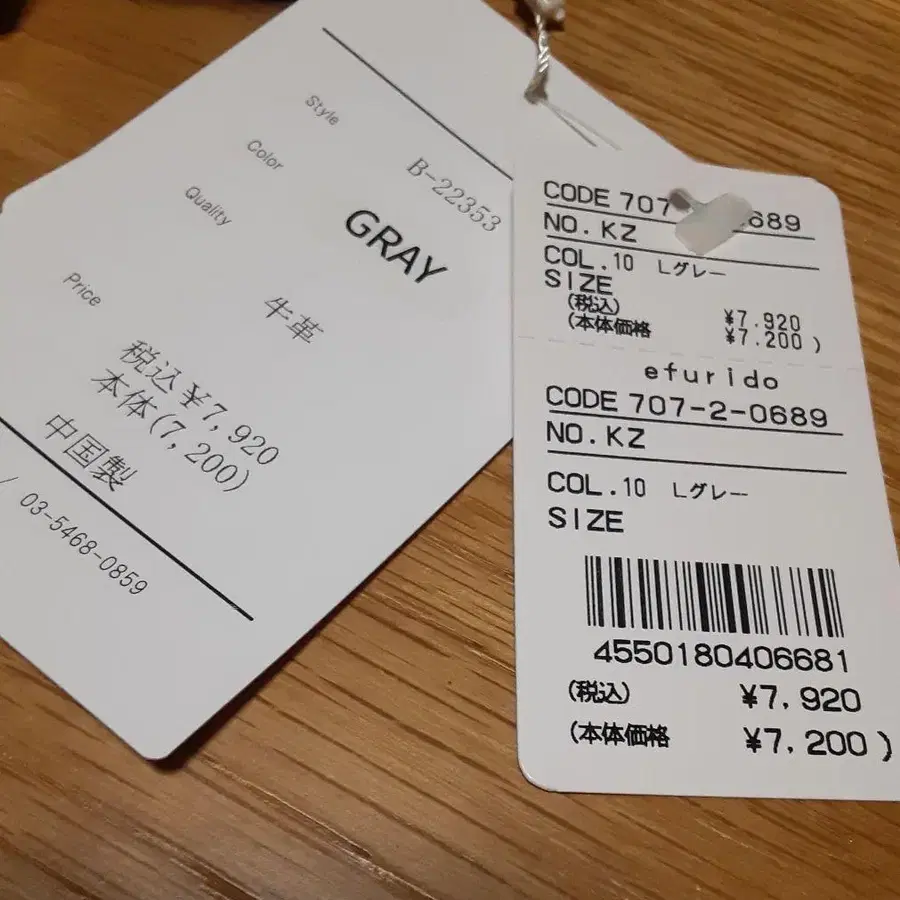 Style B-22353
Color GRAY
Quality 牛革
Price
税込¥7,920
本体(7,200)
中国製
/ 03-5468-0859
CODE 707 0689
NO.KZ
COL.10 Lグレー
SIZE
(税込) ¥7.920
(本体価格 ¥7.200)
efurido
CODE 707-2-0689
NO.KZ
COL.10 Lグレー
SIZE
4550180406681
(税込) ¥7,920
(本体価格 ¥7,200)